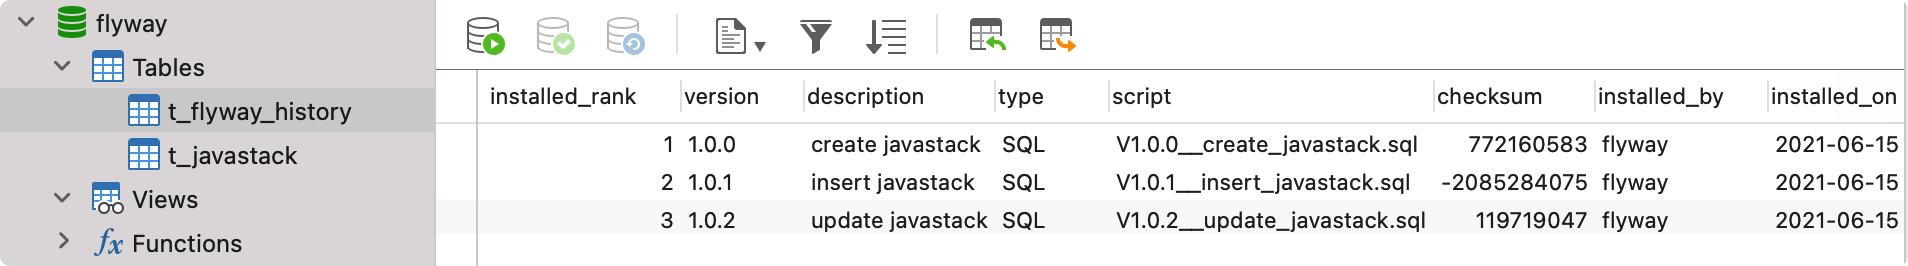 flyway
Tables
t_flyway_history
t_javastack
Views
fx Functions
installed_rank version description type script checksum installed_by installed_on
1 1.0.0 create javastack SQL V1.0.0__create_javastack.sql 772160583 flyway 2021-06-15
2 1.0.1 insert javastack SQL V1.0.1__insert_javastack.sql -2085284075 flyway 2021-06-15
3 1.0.2 update javastack SQL V1.0.2__update_javastack.sql 119719047 flyway 2021-06-15